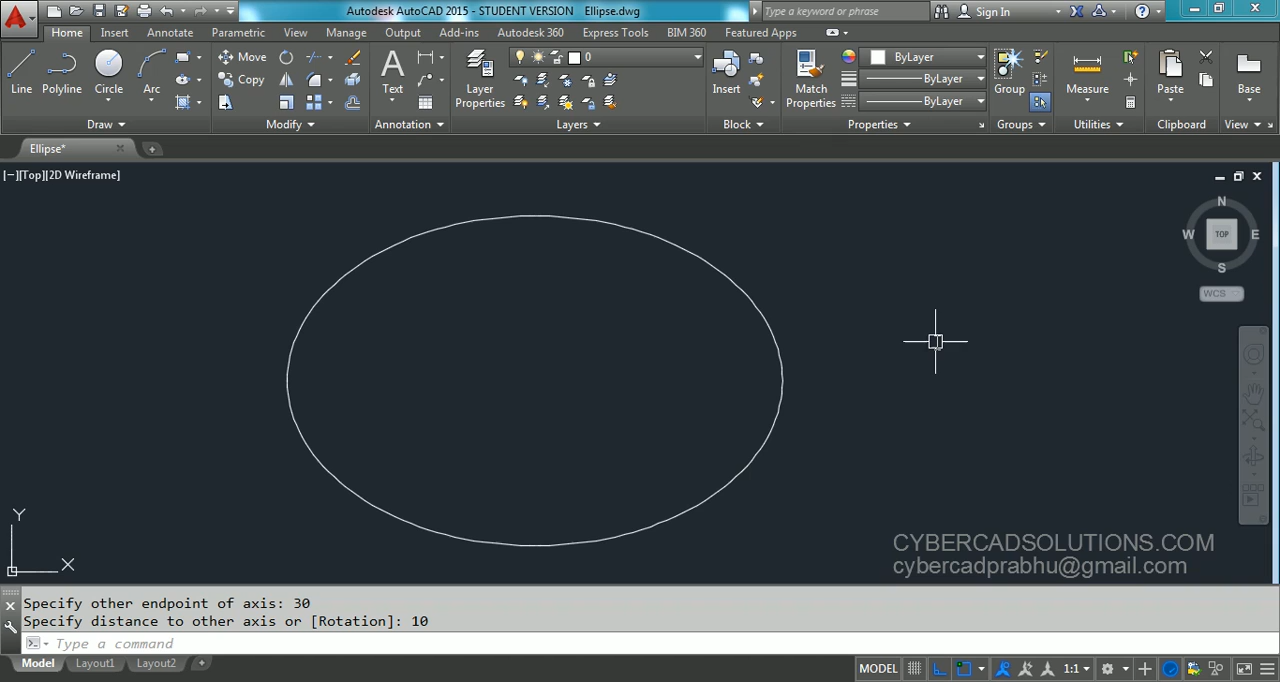 Autodesk AutoCAD 2015 - STUDENT VERSION Ellipse.dwg
Type a keyword or phrase
Sign In
Home Insert Annotate Parametric View Manage Output Add-ins Autodesk 360 Express Tools BIM 360 Featured Apps
Line Polyline Circle Arc
Move
Copy
Text
Layer Properties
0
Insert
Match Properties
ByLayer
ByLayer
ByLayer
Group
Measure
Paste
Base
Draw Modify Annotation Layers Block Properties Groups Utilities Clipboard View
Ellipse*
[−][Top][2D Wireframe]
N
W TOP E
S
WCS
Y
X
CYBERCADSOLUTIONS.COM
cybercadprabhu@gmail.com
Specify other endpoint of axis: 30
Specify distance to other axis or [Rotation]: 10
Type a command
Model Layout1 Layout2 +
MODEL 1:1